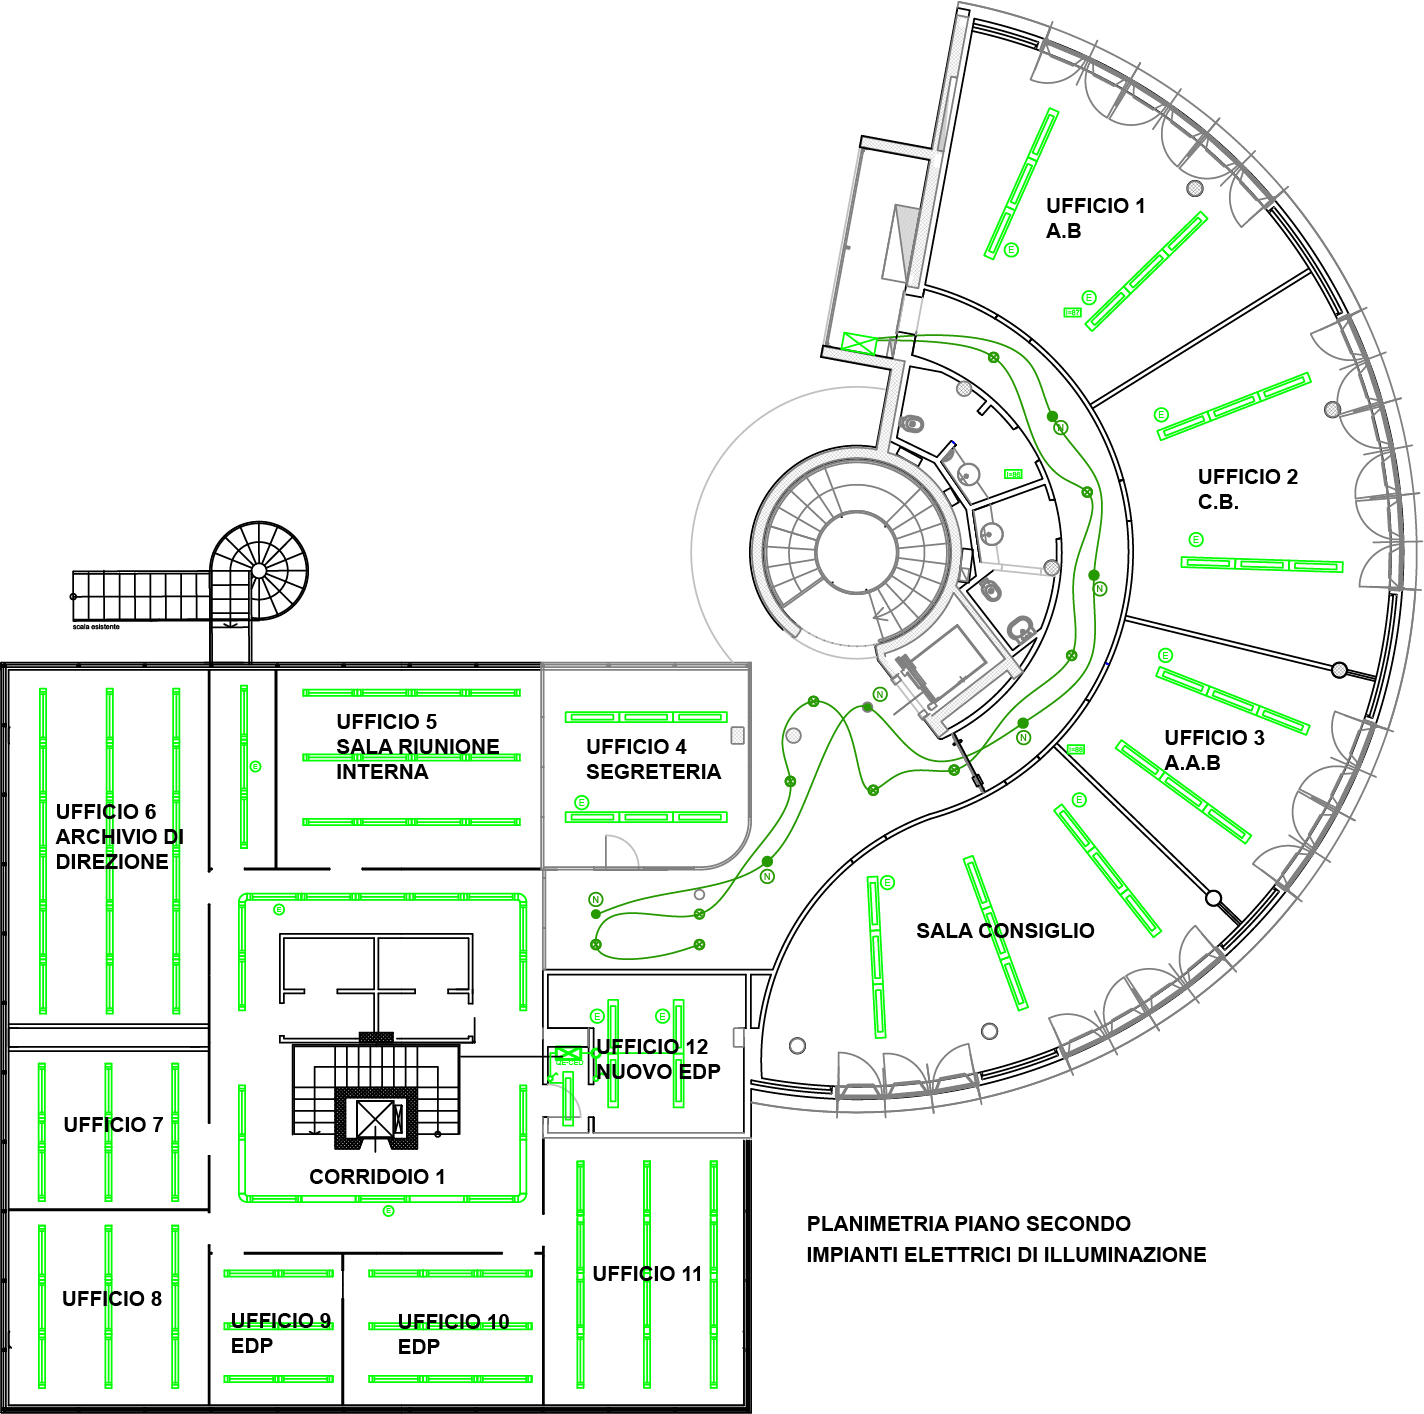 UFFICIO 1
A.B
UFFICIO 2
C.B.
UFFICIO 3
A.A.B
SALA CONSIGLIO
scala esistente
UFFICIO 5
SALA RIUNIONE
INTERNA
UFFICIO 4
SEGRETERIA
UFFICIO 6
ARCHIVIO DI
DIREZIONE
UFFICIO 12
NUOVO EDP
UFFICIO 7
CORRIDOIO 1
UFFICIO 8
UFFICIO 9
EDP
UFFICIO 10
EDP
UFFICIO 11
PLANIMETRIA PIANO SECONDO
IMPIANTI ELETTRICI DI ILLUMINAZIONE
E
E
E
E
E
E
E
E
E
E
E
E
E
N
N
N
N
N
N